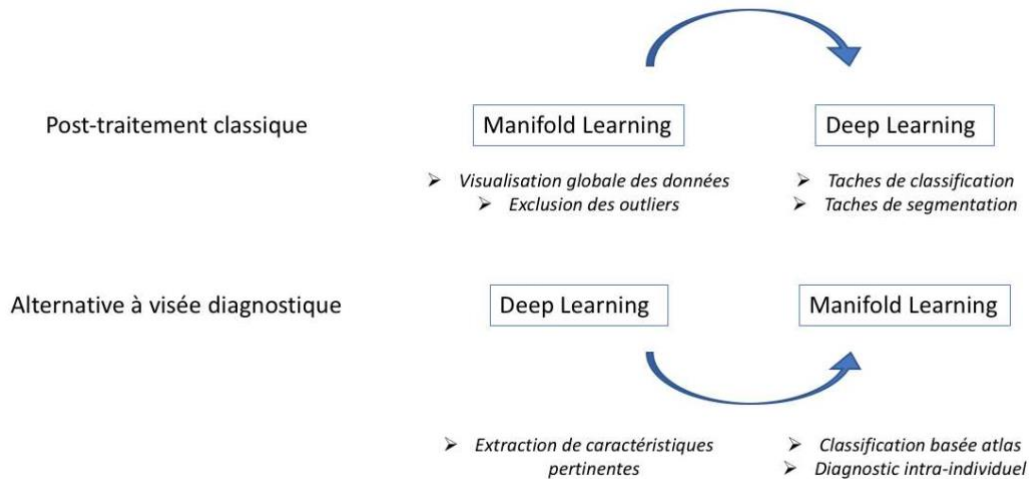 Post-traitement classique
Manifold Learning
Deep Learning
➤ Visualisation globale des données
➤ Exclusion des outliers
➤ Taches de classification
➤ Taches de segmentation
Alternative à visée diagnostique
Deep Learning
Manifold Learning
➤ Extraction de caractéristiques
pertinentes
➤ Classification basée atlas
➤ Diagnostic intra-individuel